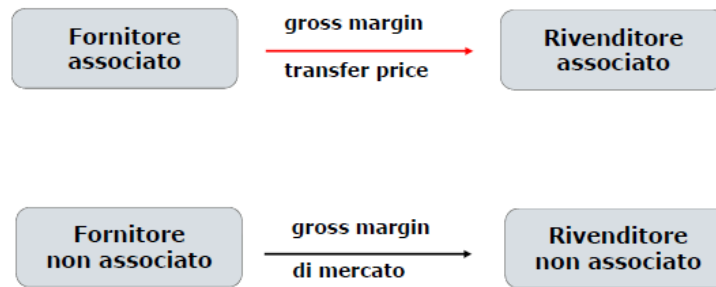 Fornitore
associato
gross margin
transfer price
Rivenditore
associato
Fornitore
non associato
gross margin
di mercato
Rivenditore
non associato